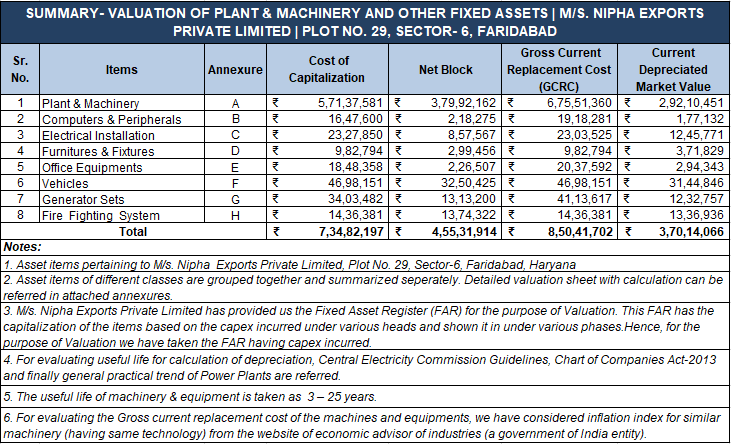 SUMMARY- VALUATION OF PLANT & MACHINERY AND OTHER FIXED ASSETS | M/S. NIPHA EXPORTS
PRIVATE LIMITED | PLOT NO. 29, SECTOR- 6, FARIDABAD
Sr. No. Items Annexure Cost of Capitalization Net Block Gross Current Replacement Cost (GCRC) Current Depreciated Market Value
1 Plant & Machinery A ₹ 5,71,37,581 ₹ 3,79,92,162 ₹ 6,75,51,360 ₹ 2,92,10,451
2 Computers & Peripherals B ₹ 16,47,600 ₹ 2,18,275 ₹ 19,18,281 ₹ 1,77,132
3 Electrical Installation C ₹ 23,27,850 ₹ 8,57,567 ₹ 23,03,525 ₹ 12,45,771
4 Furnitures & Fixtures D ₹ 9,82,794 ₹ 2,99,456 ₹ 9,82,794 ₹ 3,71,829
5 Office Equipments E ₹ 18,48,358 ₹ 2,26,507 ₹ 20,37,592 ₹ 2,94,343
6 Vehicles F ₹ 46,98,151 ₹ 32,50,425 ₹ 46,98,151 ₹ 31,44,846
7 Generator Sets G ₹ 34,03,482 ₹ 13,13,200 ₹ 41,13,617 ₹ 12,32,757
8 Fire Fighting System H ₹ 14,36,381 ₹ 13,74,322 ₹ 14,36,381 ₹ 13,36,936
Total ₹ 7,34,82,197 ₹ 4,55,31,914 ₹ 8,50,41,702 ₹ 3,70,14,066
Notes:
1. Asset items pertaining to M/s. Nipha Exports Private Limited, Plot No. 29, Sector-6, Faridabad, Haryana
2. Asset items of different classes are grouped together and summarized seperately. Detailed valuation sheet with calculation can be
referred in attached annexures.
3. M/s. Nipha Exports Private Limited has provided us the Fixed Asset Register (FAR) for the purpose of Valuation. This FAR has the
capitalization of the items based on the capex incurred under various heads and shown it in under various phases.Hence, for the
purpose of Valuation we have taken the FAR having capex incurred.
4. For evaluating useful life for calculation of depreciation, Central Electricity Commission Guidelines, Chart of Companies Act-2013
and finally general practical trend of Power Plants are referred.
5. The useful life of machinery & equipment is taken as 3 – 25 years.
6. For evaluating the Gross current replacement cost of the machines and equipments, we have considered inflation index for similar
machinery (having same technology) from the website of economic advisor of industries (a government of India entity).